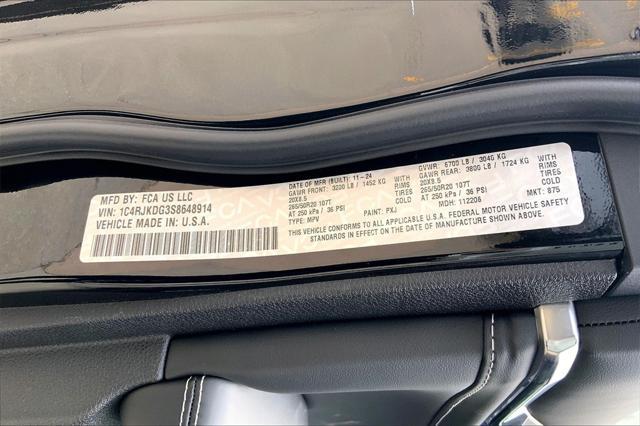 MFD BY: FCA US LLC
VIN: 1C4RJKDG3S8648914
VEHICLE MADE IN: U.S.A.
DATE OF MFR (BUILT): 11-24
GAWR FRONT: 3200 LB / 1452 KG
20X8.5 RIMS
265/50R20 107T TIRES
AT 250 kPa / 36 PSI COLD
TYPE: MPV PAINT: PXJ
GVWR: 6700 LB / 3040 KG
GAWR REAR: 3800 LB / 1724 KG
20X8.5 RIMS
265/50R20 107T TIRES
AT 250 kPa / 36 PSI COLD
MDH: 112206 MKT: 875
THIS VEHICLE CONFORMS TO ALL APPLICABLE U.S.A. FEDERAL MOTOR VEHICLE SAFETY
STANDARDS IN EFFECT ON THE DATE OF MANUFACTURE SHOWN ABOVE.